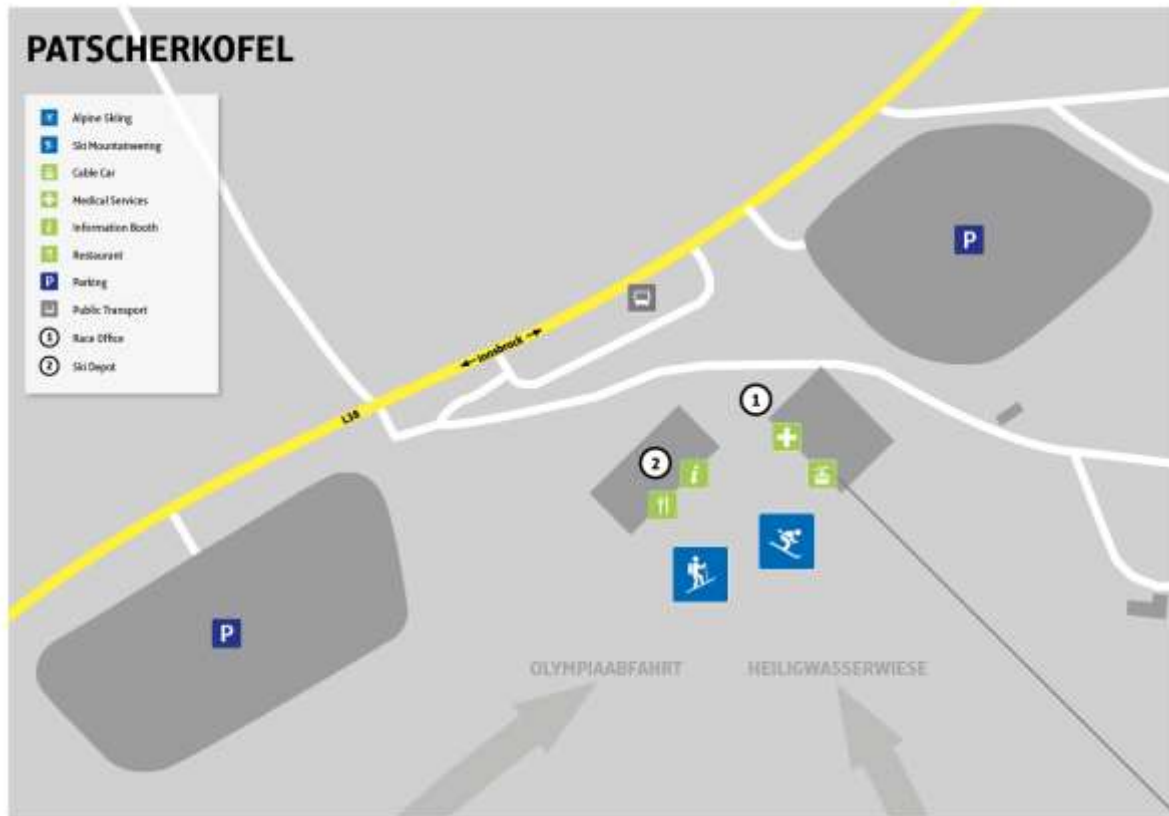 PATSCHERKOFEL
Alpine Skiing
Ski Mountaineering
Cable Car
Medical Services
i Information Booth
Restaurant
P Parking
Public Transport
1 Race Office
2 Ski Depot
P
Innsbruck
L38
1
2
i
P
OLYMPIAABFAHRT
HEILIGWASSERWIESE